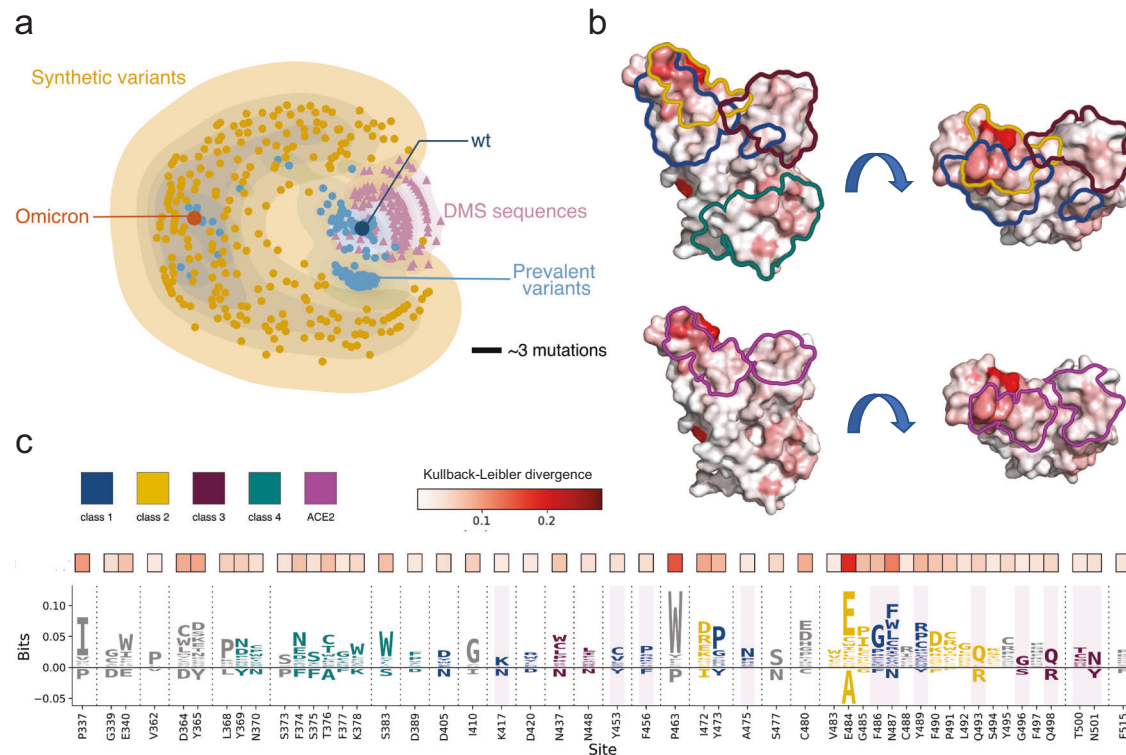 a
b
Synthetic variants
wt
Omicron
DMS sequences
Prevalent
variants
~3 mutations
c
class 1
class 2
class 3
class 4
ACE2
Kullback-Leibler divergence
0.1
0.2
Bits
0.10
0.05
0.00
−0.05
P337
G339
E340
V362
D364
Y365
L368
Y369
N370
S373
F374
S375
T376
F377
K378
S383
D389
D405
I410
K417
D420
N437
N448
Y453
F456
P463
I472
Y473
A475
S477
C480
V483
E484
G485
F486
N487
C488
Y489
F490
P491
L492
Q493
S494
Y495
G496
F497
Q498
T500
N501
F515
Site